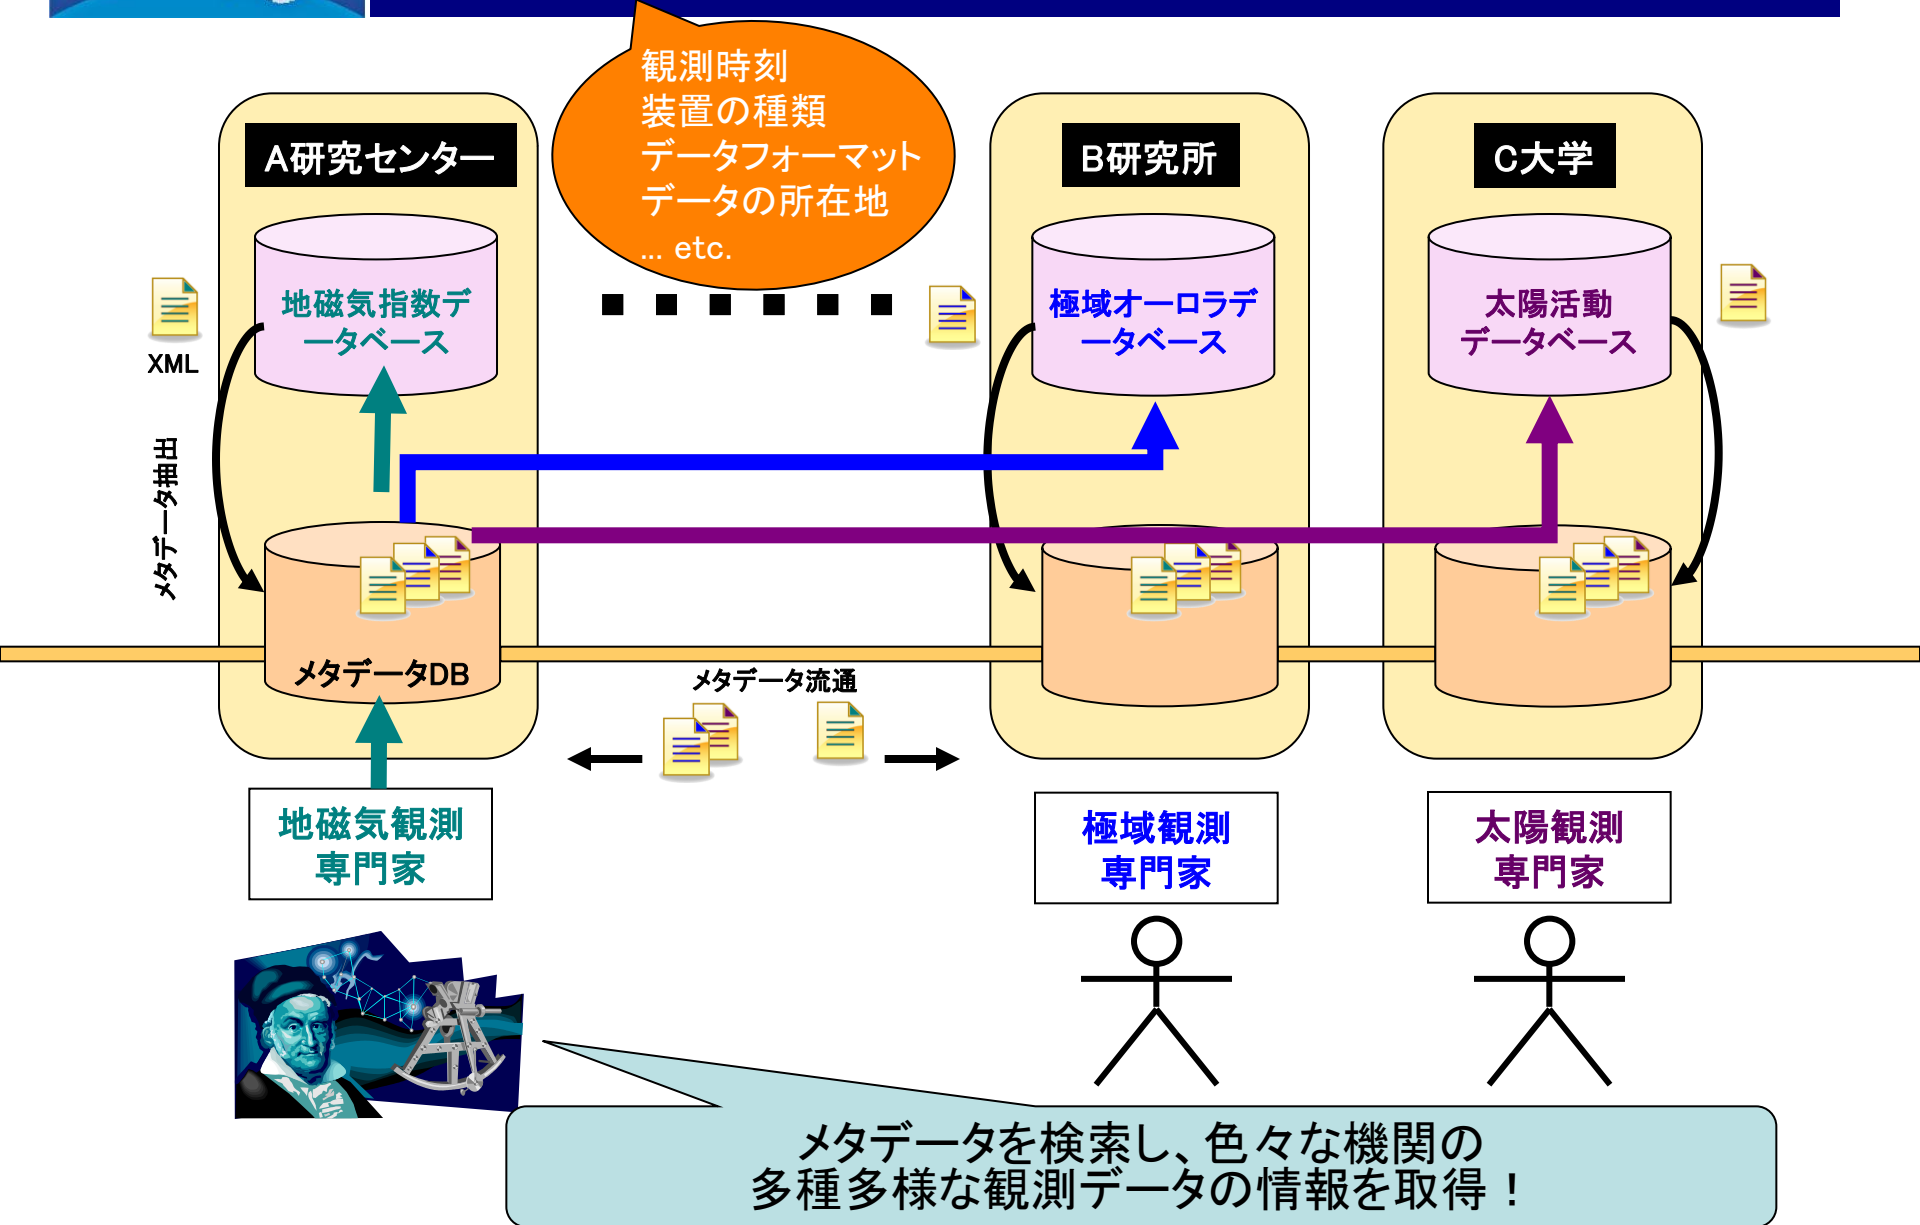 観測時刻
装置の種類
データフォーマット
データの所在地
... etc.
A研究センター
B研究所
C大学
地磁気指数デ
ータベース
極域オーロラデ
ータベース
太陽活動
データベース
XML
メタデータ抽出
メタデータDB
メタデータ流通
地磁気観測
専門家
極域観測
専門家
太陽観測
専門家
メタデータを検索し、色々な機関の
多種多様な観測データの情報を取得！